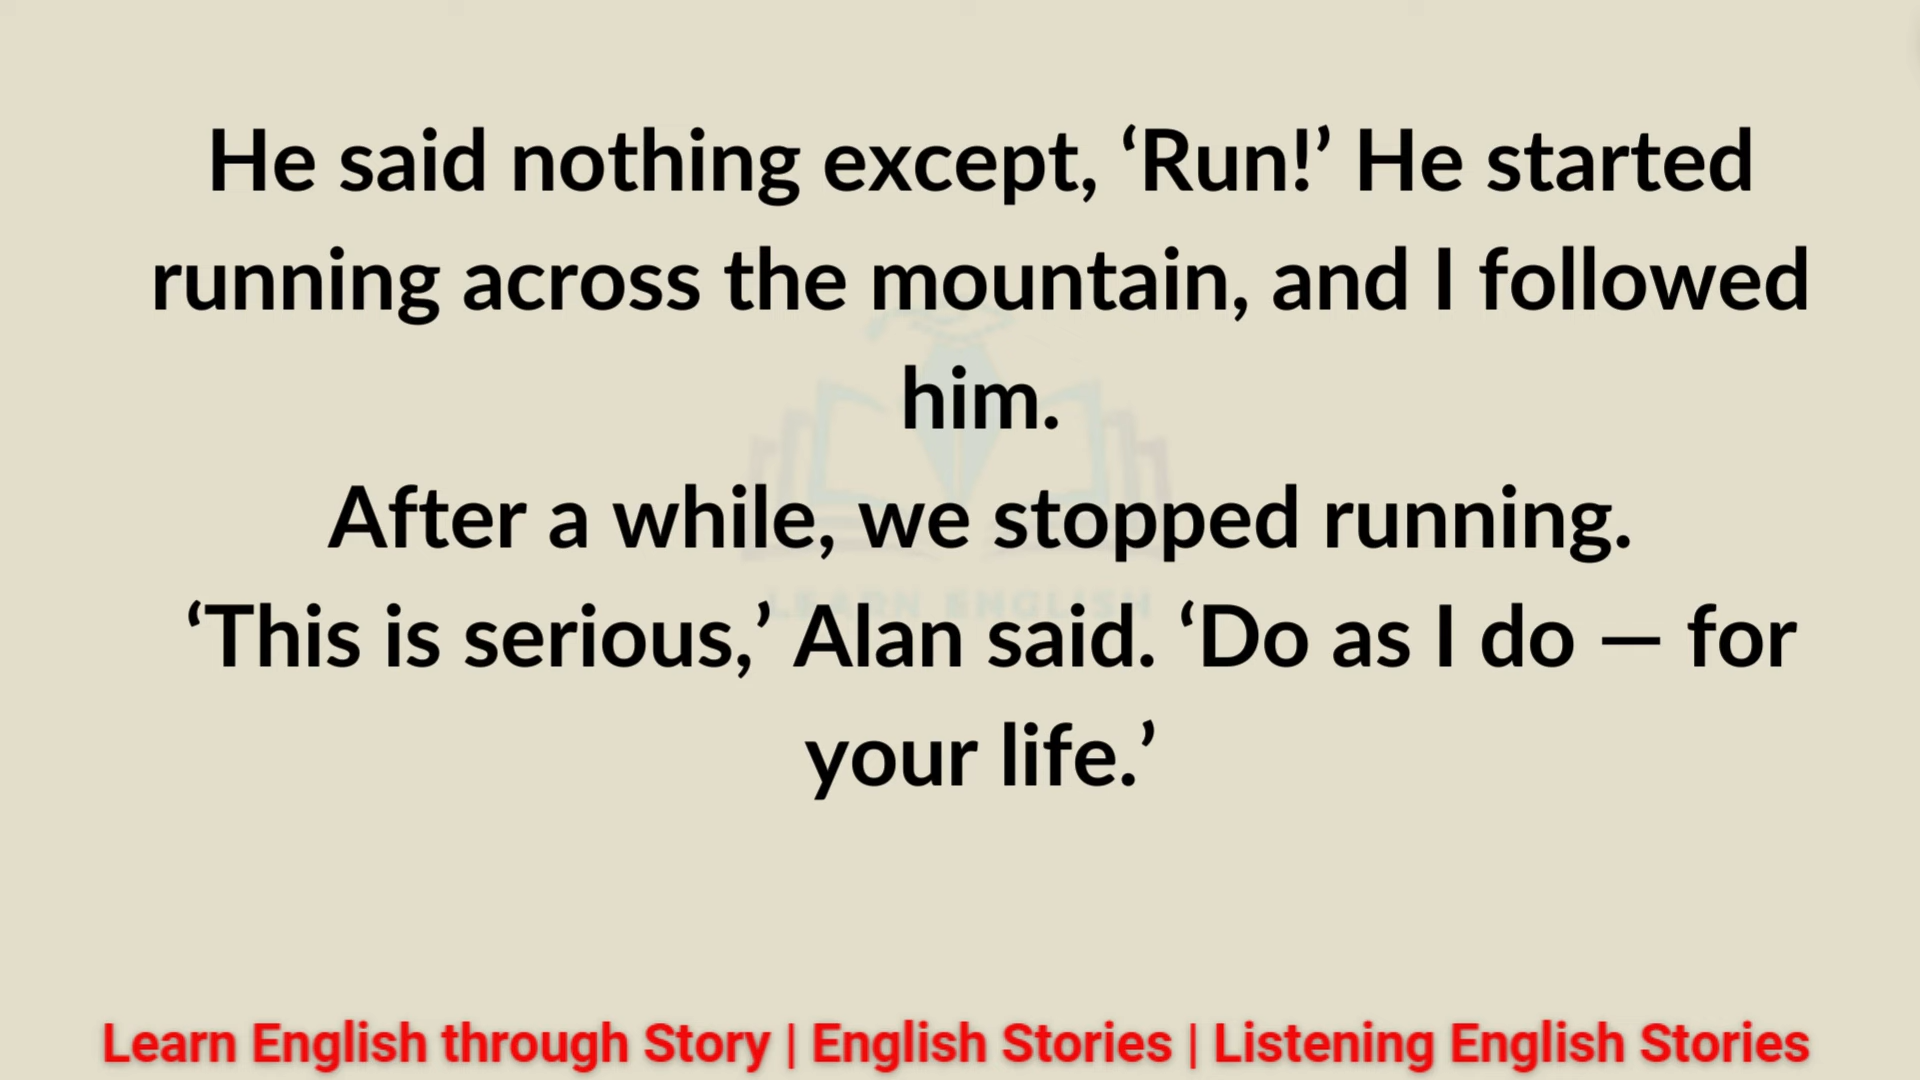 He said nothing except, ‘Run!’ He started
running across the mountain, and I followed
him.
After a while, we stopped running.
‘This is serious,’ Alan said. ‘Do as I do — for
your life.’
LEARN ENGLISH
Learn English through Story | English Stories | Listening English Stories